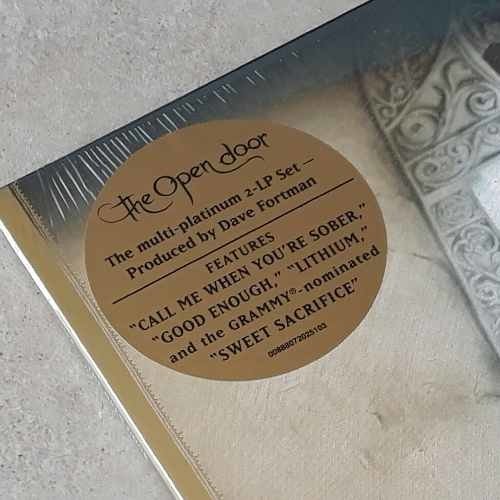 the Open door
The multi-platinum 2-LP Set —
Produced by Dave Fortman
FEATURES
"CALL ME WHEN YOU'RE SOBER,"
"GOOD ENOUGH," "LITHIUM,"
and the GRAMMY®-nominated
"SWEET SACRIFICE"
00888072025103